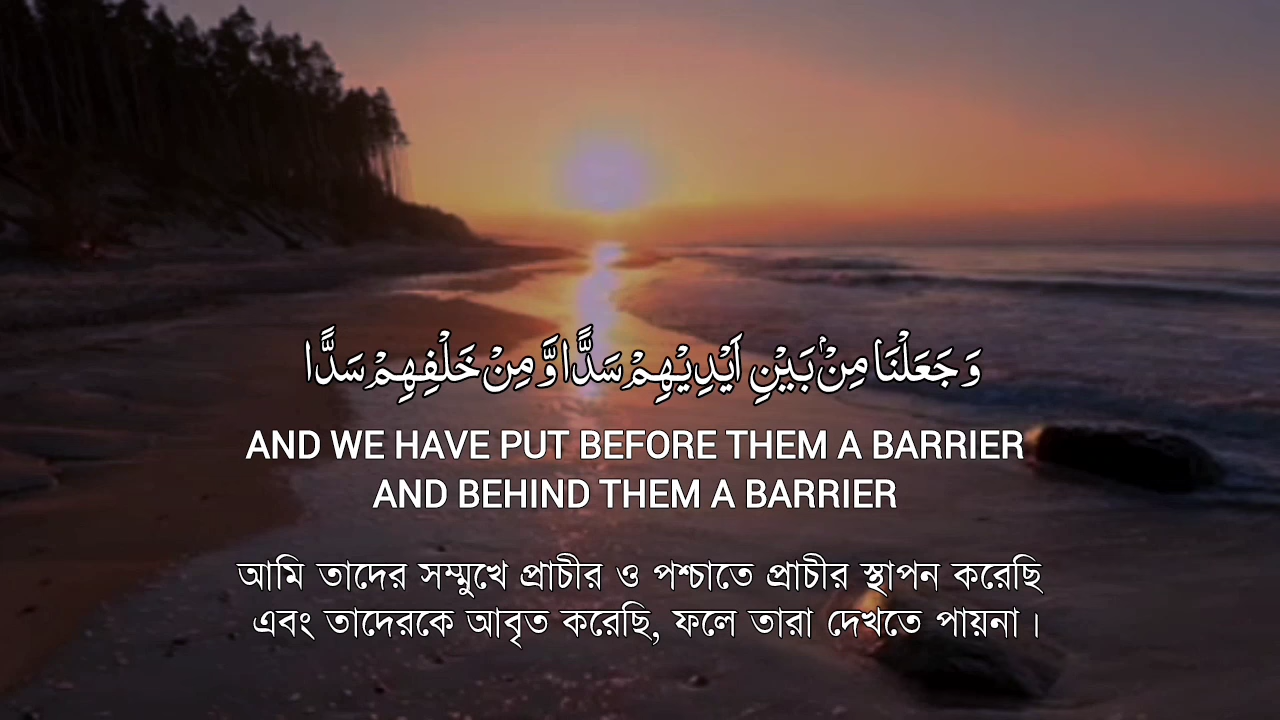 وَجَعَلْنَا مِنْۢ بَيْنِ اَيْدِيْهِمْ سَدًّا وَّ مِنْ خَلْفِهِمْ سَدًّا
AND WE HAVE PUT BEFORE THEM A BARRIER
AND BEHIND THEM A BARRIER
আমি তাদের সম্মুখে প্রাচীর ও পশ্চাতে প্রাচীর স্থাপন করেছি
এবং তাদেরকে আবৃত করেছি, ফলে তারা দেখতে পায়না।